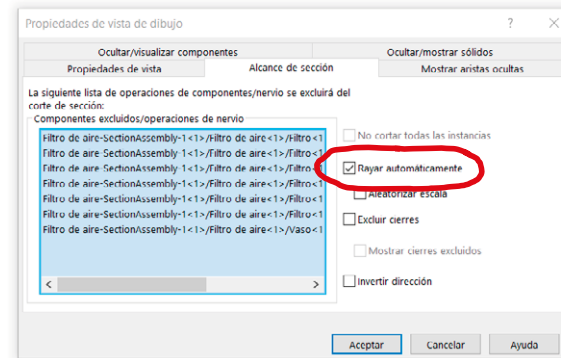 Propiedades de vista de dibujo
Ocultar/visualizar componentes
Ocultar/mostrar sólidos
Propiedades de vista
Alcance de sección
Mostrar aristas ocultas
La siguiente lista de operaciones de componentes/nervio se excluirá del
corte de sección:
Componentes excluidos/operaciones de nervio
Filtro de aire-SectionAssembly-1<1>/Filtro de aire<1>/Filtro<1
Filtro de aire-SectionAssembly-1<1>/Filtro de aire<1>/Filtro<1
Filtro de aire-SectionAssembly-1<1>/Filtro de aire<1>/Filtro<1
Filtro de aire-SectionAssembly-1<1>/Filtro de aire<1>/Filtro<1
Filtro de aire-SectionAssembly-1<1>/Filtro de aire<1>/Filtro<1
Filtro de aire-SectionAssembly-1<1>/Filtro de aire<1>/Filtro<1
Filtro de aire-SectionAssembly-1<1>/Filtro de aire<1>/Vaso<1
No cortar todas las instancias
Rayar automáticamente
Aleatorizar escala
Excluir cierres
Mostrar cierres excluidos
Invertir dirección
Aceptar
Cancelar
Ayuda